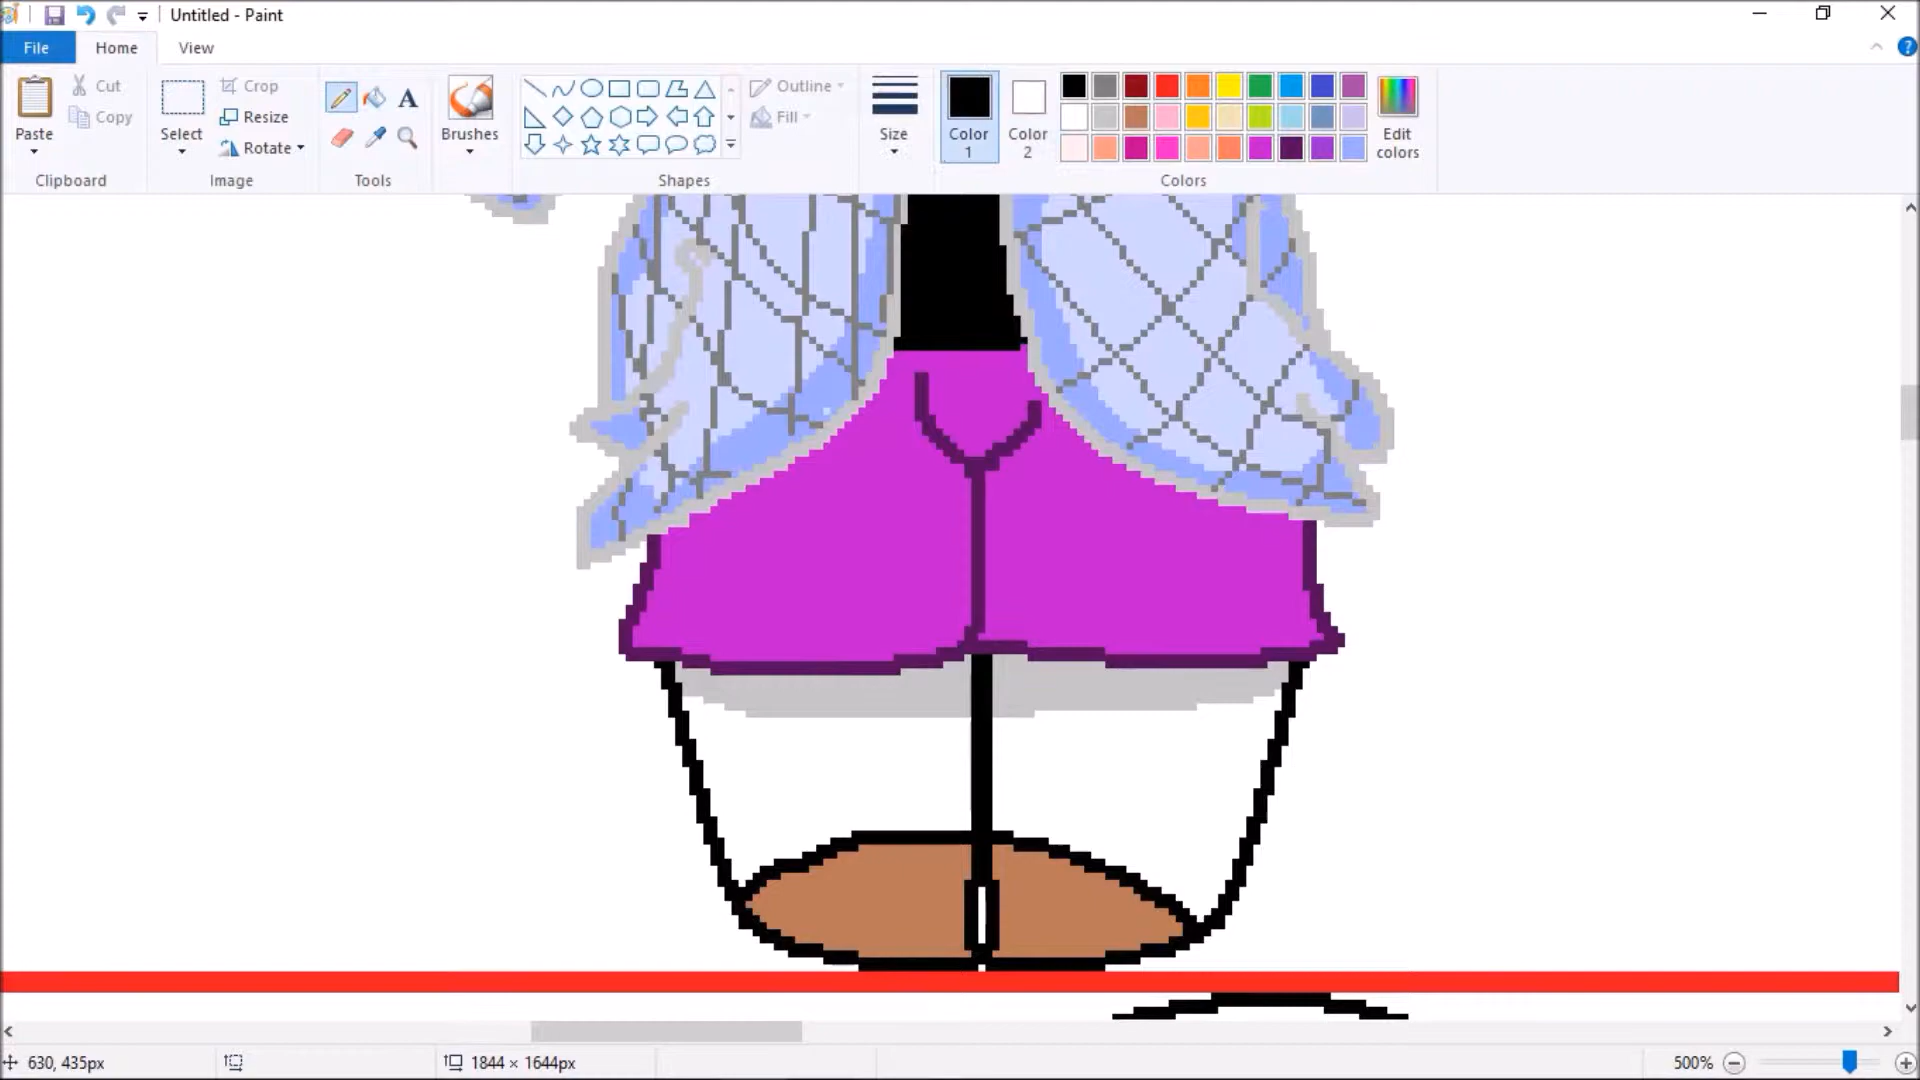 Untitled - Paint
File Home View
Paste
Cut
Copy
Clipboard
Select
Crop
Resize
Rotate
Image
A
Tools
Brushes
Shapes
Outline
Fill
Size
Color 1
Color 2
Edit colors
Colors
?
630, 435px
1844 × 1644px
500%